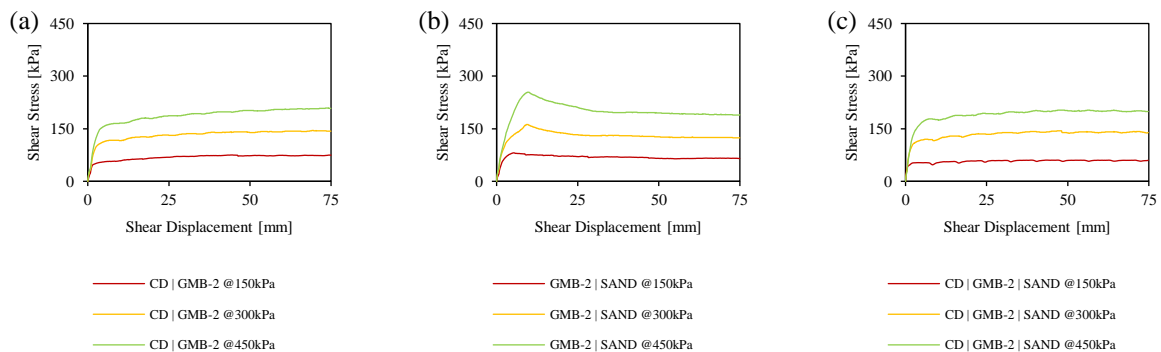 (a)
Shear Stress [kPa]
450
300
150
0
0 25 50 75
Shear Displacement [mm]
CD | GMB-2 @150kPa
CD | GMB-2 @300kPa
CD | GMB-2 @450kPa
(b)
Shear Stress [kPa]
450
300
150
0
0 25 50 75
Shear Displacement [mm]
GMB-2 | SAND @150kPa
GMB-2 | SAND @300kPa
GMB-2 | SAND @450kPa
(c)
Shear Stress [kPa]
450
300
150
0
0 25 50 75
Shear Displacement [mm]
CD | GMB-2 | SAND @150kPa
CD | GMB-2 | SAND @300kPa
CD | GMB-2 | SAND @450kPa